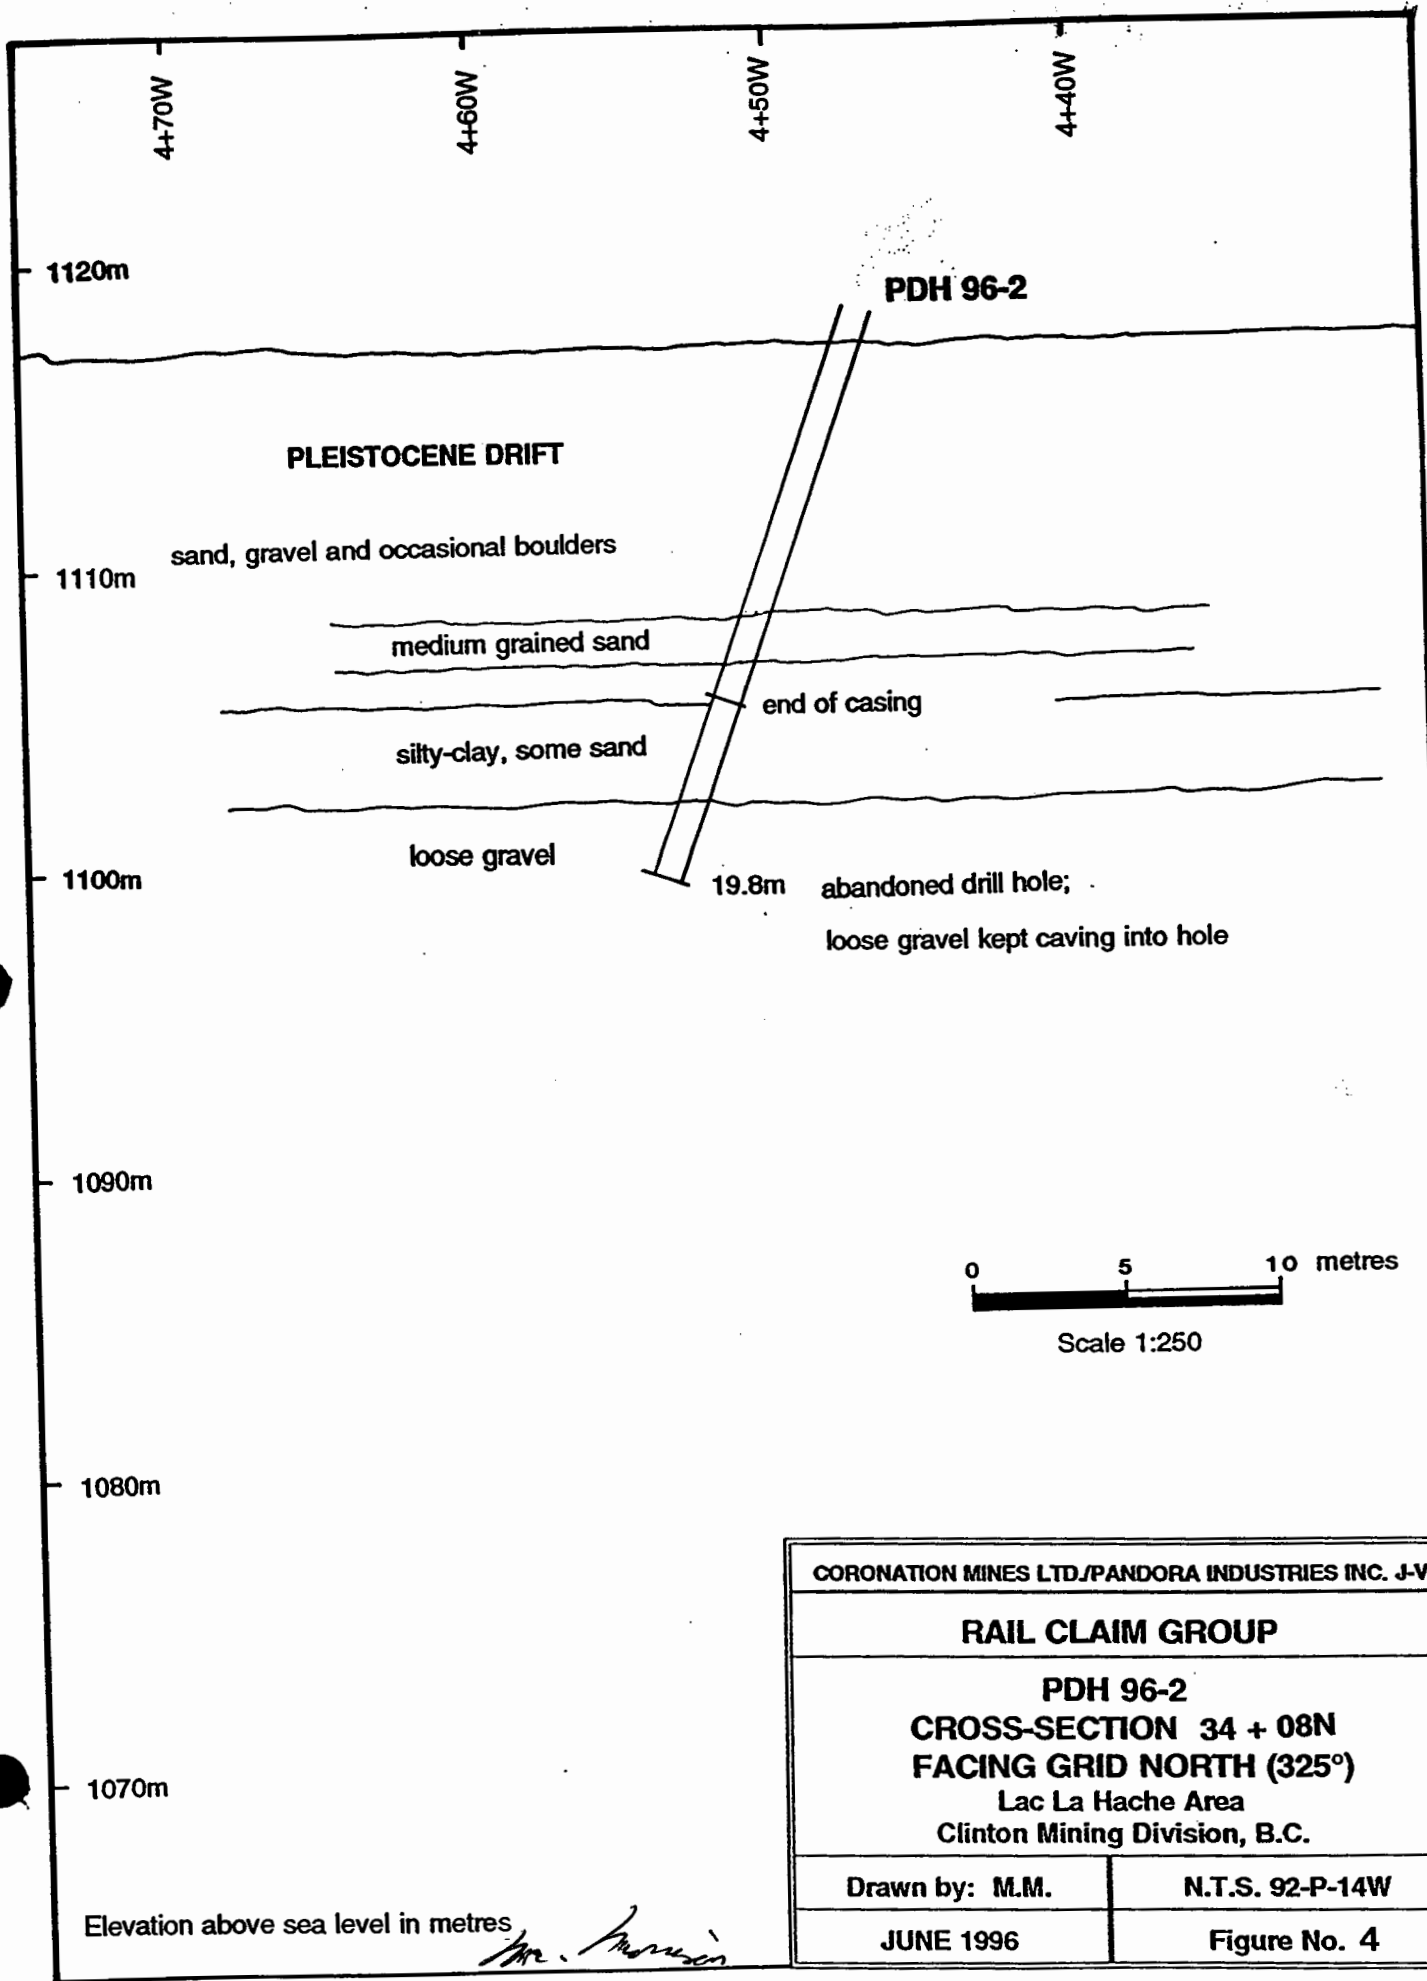 4+70W
4+60W
4+50W
4+40W
1120m
PDH 96-2
PLEISTOCENE DRIFT
sand, gravel and occasional boulders
1110m
medium grained sand
end of casing
silty-clay, some sand
loose gravel
1100m
19.8m abandoned drill hole;
loose gravel kept caving into hole
1090m
0 5 10 metres
Scale 1:250
1080m
1070m
CORONATION MINES LTD./PANDORA INDUSTRIES INC. J-V
RAIL CLAIM GROUP
PDH 96-2
CROSS-SECTION 34 + 08N
FACING GRID NORTH (325°)
Lac La Hache Area
Clinton Mining Division, B.C.
Drawn by: M.M.
N.T.S. 92-P-14W
JUNE 1996
Figure No. 4
Elevation above sea level in metres